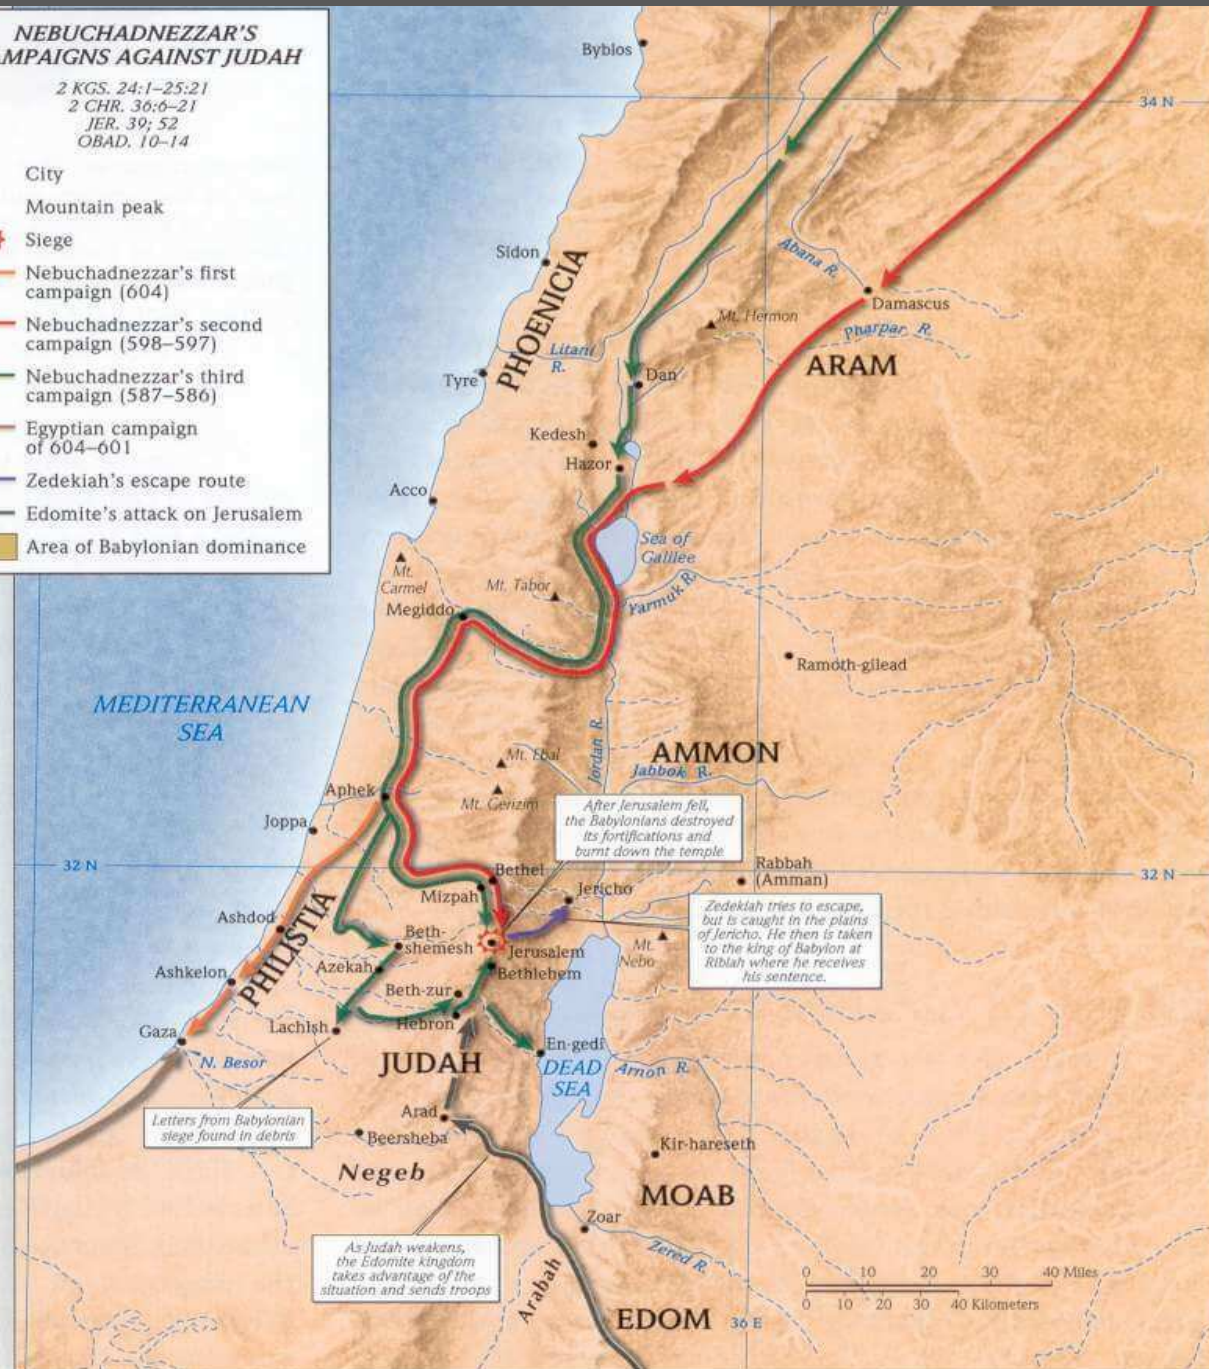 NEBUCHADNEZZAR'S
MPAIGNS AGAINST JUDAH
2 KGS. 24:1–25:21
2 CHR. 36:6–21
JER. 39; 52
OBAD. 10–14
City
Mountain peak
Siege
Nebuchadnezzar's first
campaign (604)
Nebuchadnezzar's second
campaign (598–597)
Nebuchadnezzar's third
campaign (587–586)
Egyptian campaign
of 604–601
Zedekiah's escape route
Edomite's attack on Jerusalem
Area of Babylonian dominance
Byblos
34 N
Abana R.
Sidon
Damascus
PHOENICIA
Mt. Hermon
Pharpar R.
Litani
R.
ARAM
Tyre
Dan
Kedesh
Hazor
Acco
Sea of
Galilee
Mt.
Carmel
Mt. Tabor
Yarmuk R.
Megiddo
Ramoth-gilead
MEDITERRANEAN
SEA
Jordan R.
Mt. Ebal
AMMON
Jabbok R.
Aphek
Mt. Gerizim
Joppa
After Jerusalem fell,
the Babylonians destroyed
its fortifications and
burnt down the temple
32 N
Bethel
Rabbah
(Amman)
32 N
Mizpah
Jericho
Zedekiah tries to escape,
but is caught in the plains
of Jericho. He then is taken
to the king of Babylon at
Riblah where he receives
his sentence.
Ashdod
PHILISTIA
Beth-
shemesh
Jerusalem
Mt.
Nebo
Ashkelon
Azekah
Bethlehem
Beth-zur
Gaza
Lachish
Hebron
En-gedi
N. Besor
JUDAH
DEAD
SEA
Arnon R.
Letters from Babylonian
siege found in debris
Arad
Beersheba
Kir-hareseth
Negeb
MOAB
Zoar
As Judah weakens,
the Edomite kingdom
takes advantage of the
situation and sends troops
Zered R.
Arabah
0 10 20 30 40 Miles
0 10 20 30 40 Kilometers
EDOM
36 E